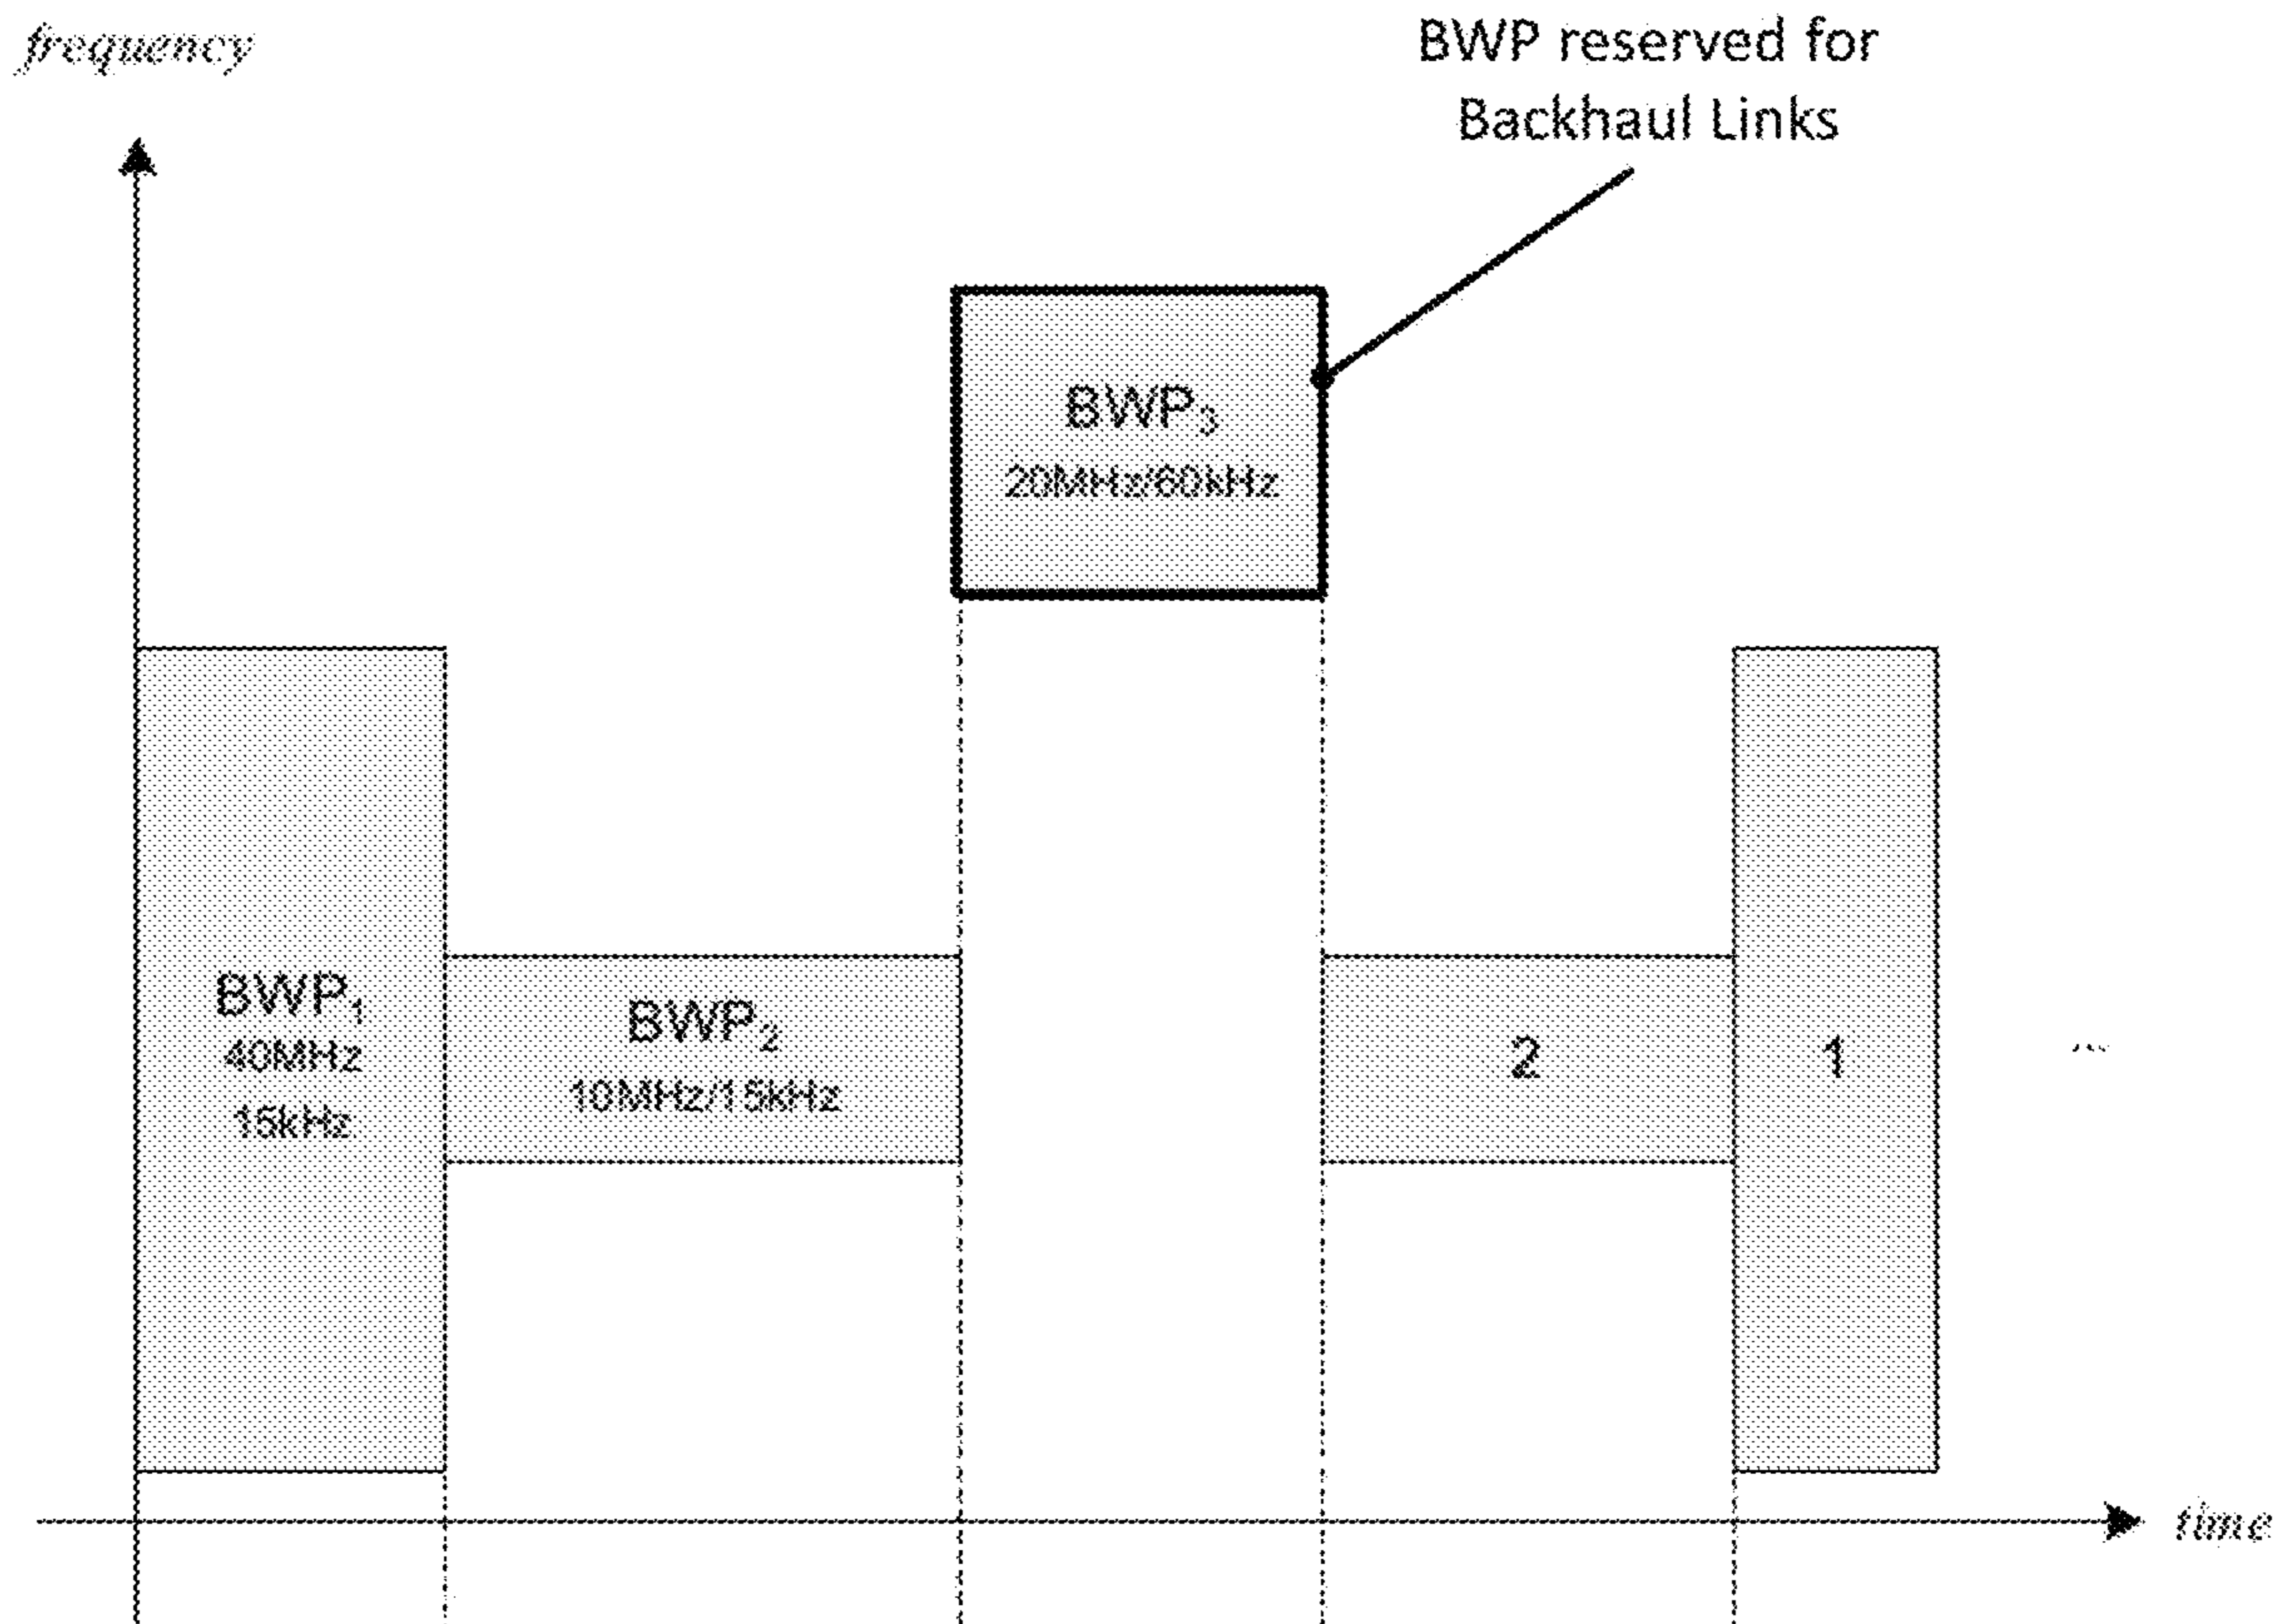 frequency
BWP reserved for
Backhaul Links
BWP₃
20MHz/60kHz
BWP₁
40MHz
15kHz
BWP₂
10MHz/15kHz
2
1
...
time